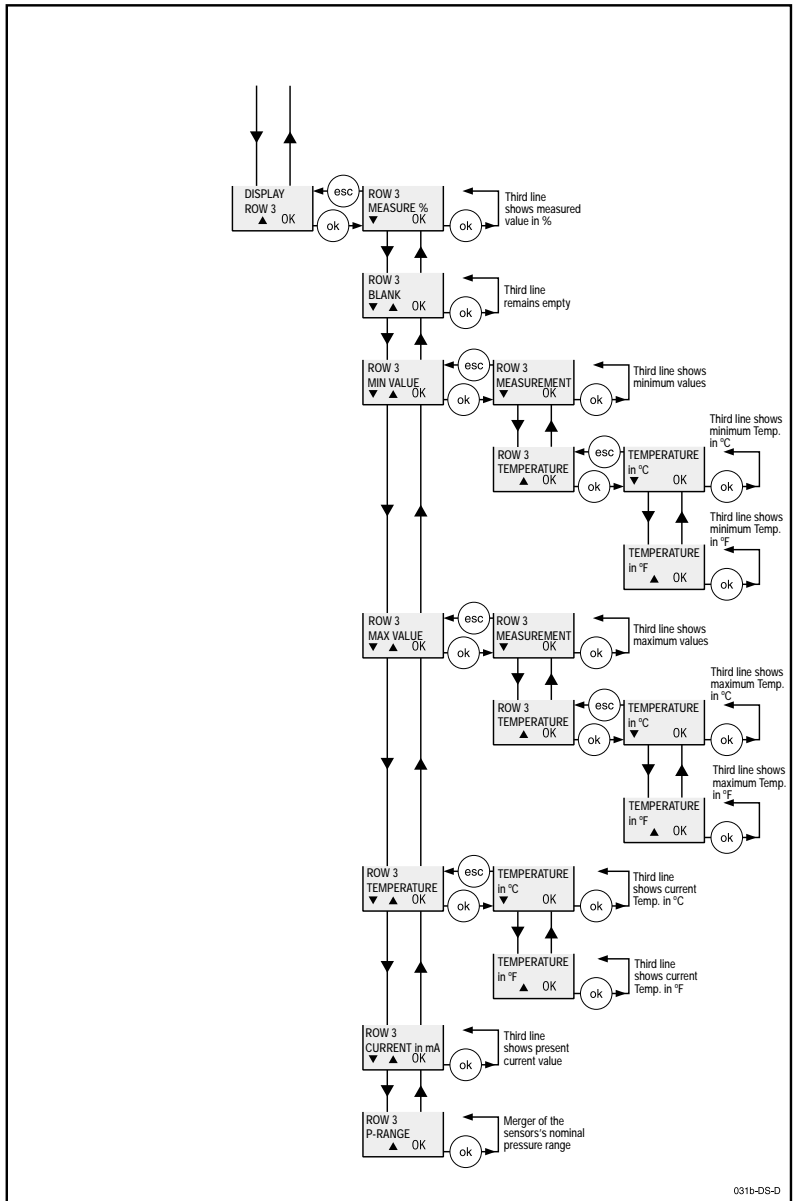 DISPLAY
ROW 3
▲ OK
esc
ok
ROW 3
MEASURE %
▼ OK
ok
Third line
shows measured
value in %
ROW 3
BLANK
▼ ▲ OK
ok
Third line
remains empty
ROW 3
MIN VALUE
▼ ▲ OK
esc
ok
ROW 3
MEASUREMENT
▼ OK
ok
Third line shows
minimum values
ROW 3
TEMPERATURE
▲ OK
esc
ok
TEMPERATURE
in °C
▼ OK
ok
Third line shows
minimum Temp.
in °C
TEMPERATURE
in °F
▲ OK
ok
Third line shows
minimum Temp.
in °F
ROW 3
MAX VALUE
▼ ▲ OK
esc
ok
ROW 3
MEASUREMENT
▼ OK
ok
Third line shows
maximum values
ROW 3
TEMPERATURE
▲ OK
esc
ok
TEMPERATURE
in °C
▼ OK
ok
Third line shows
maximum Temp.
in °C
TEMPERATURE
in °F
▲ OK
ok
Third line shows
maximum Temp.
in °F
ROW 3
TEMPERATURE
▼ ▲ OK
esc
ok
TEMPERATURE
in °C
▼ OK
ok
Third line
shows current
Temp. in °C
TEMPERATURE
in °F
▲ OK
ok
Third line
shows current
Temp. in °F
ROW 3
CURRENT in mA
▼ ▲ OK
ok
Third line
shows present
current value
ROW 3
P-RANGE
▲ OK
ok
Merger of the
sensors's nominal
pressure range
031b-DS-D